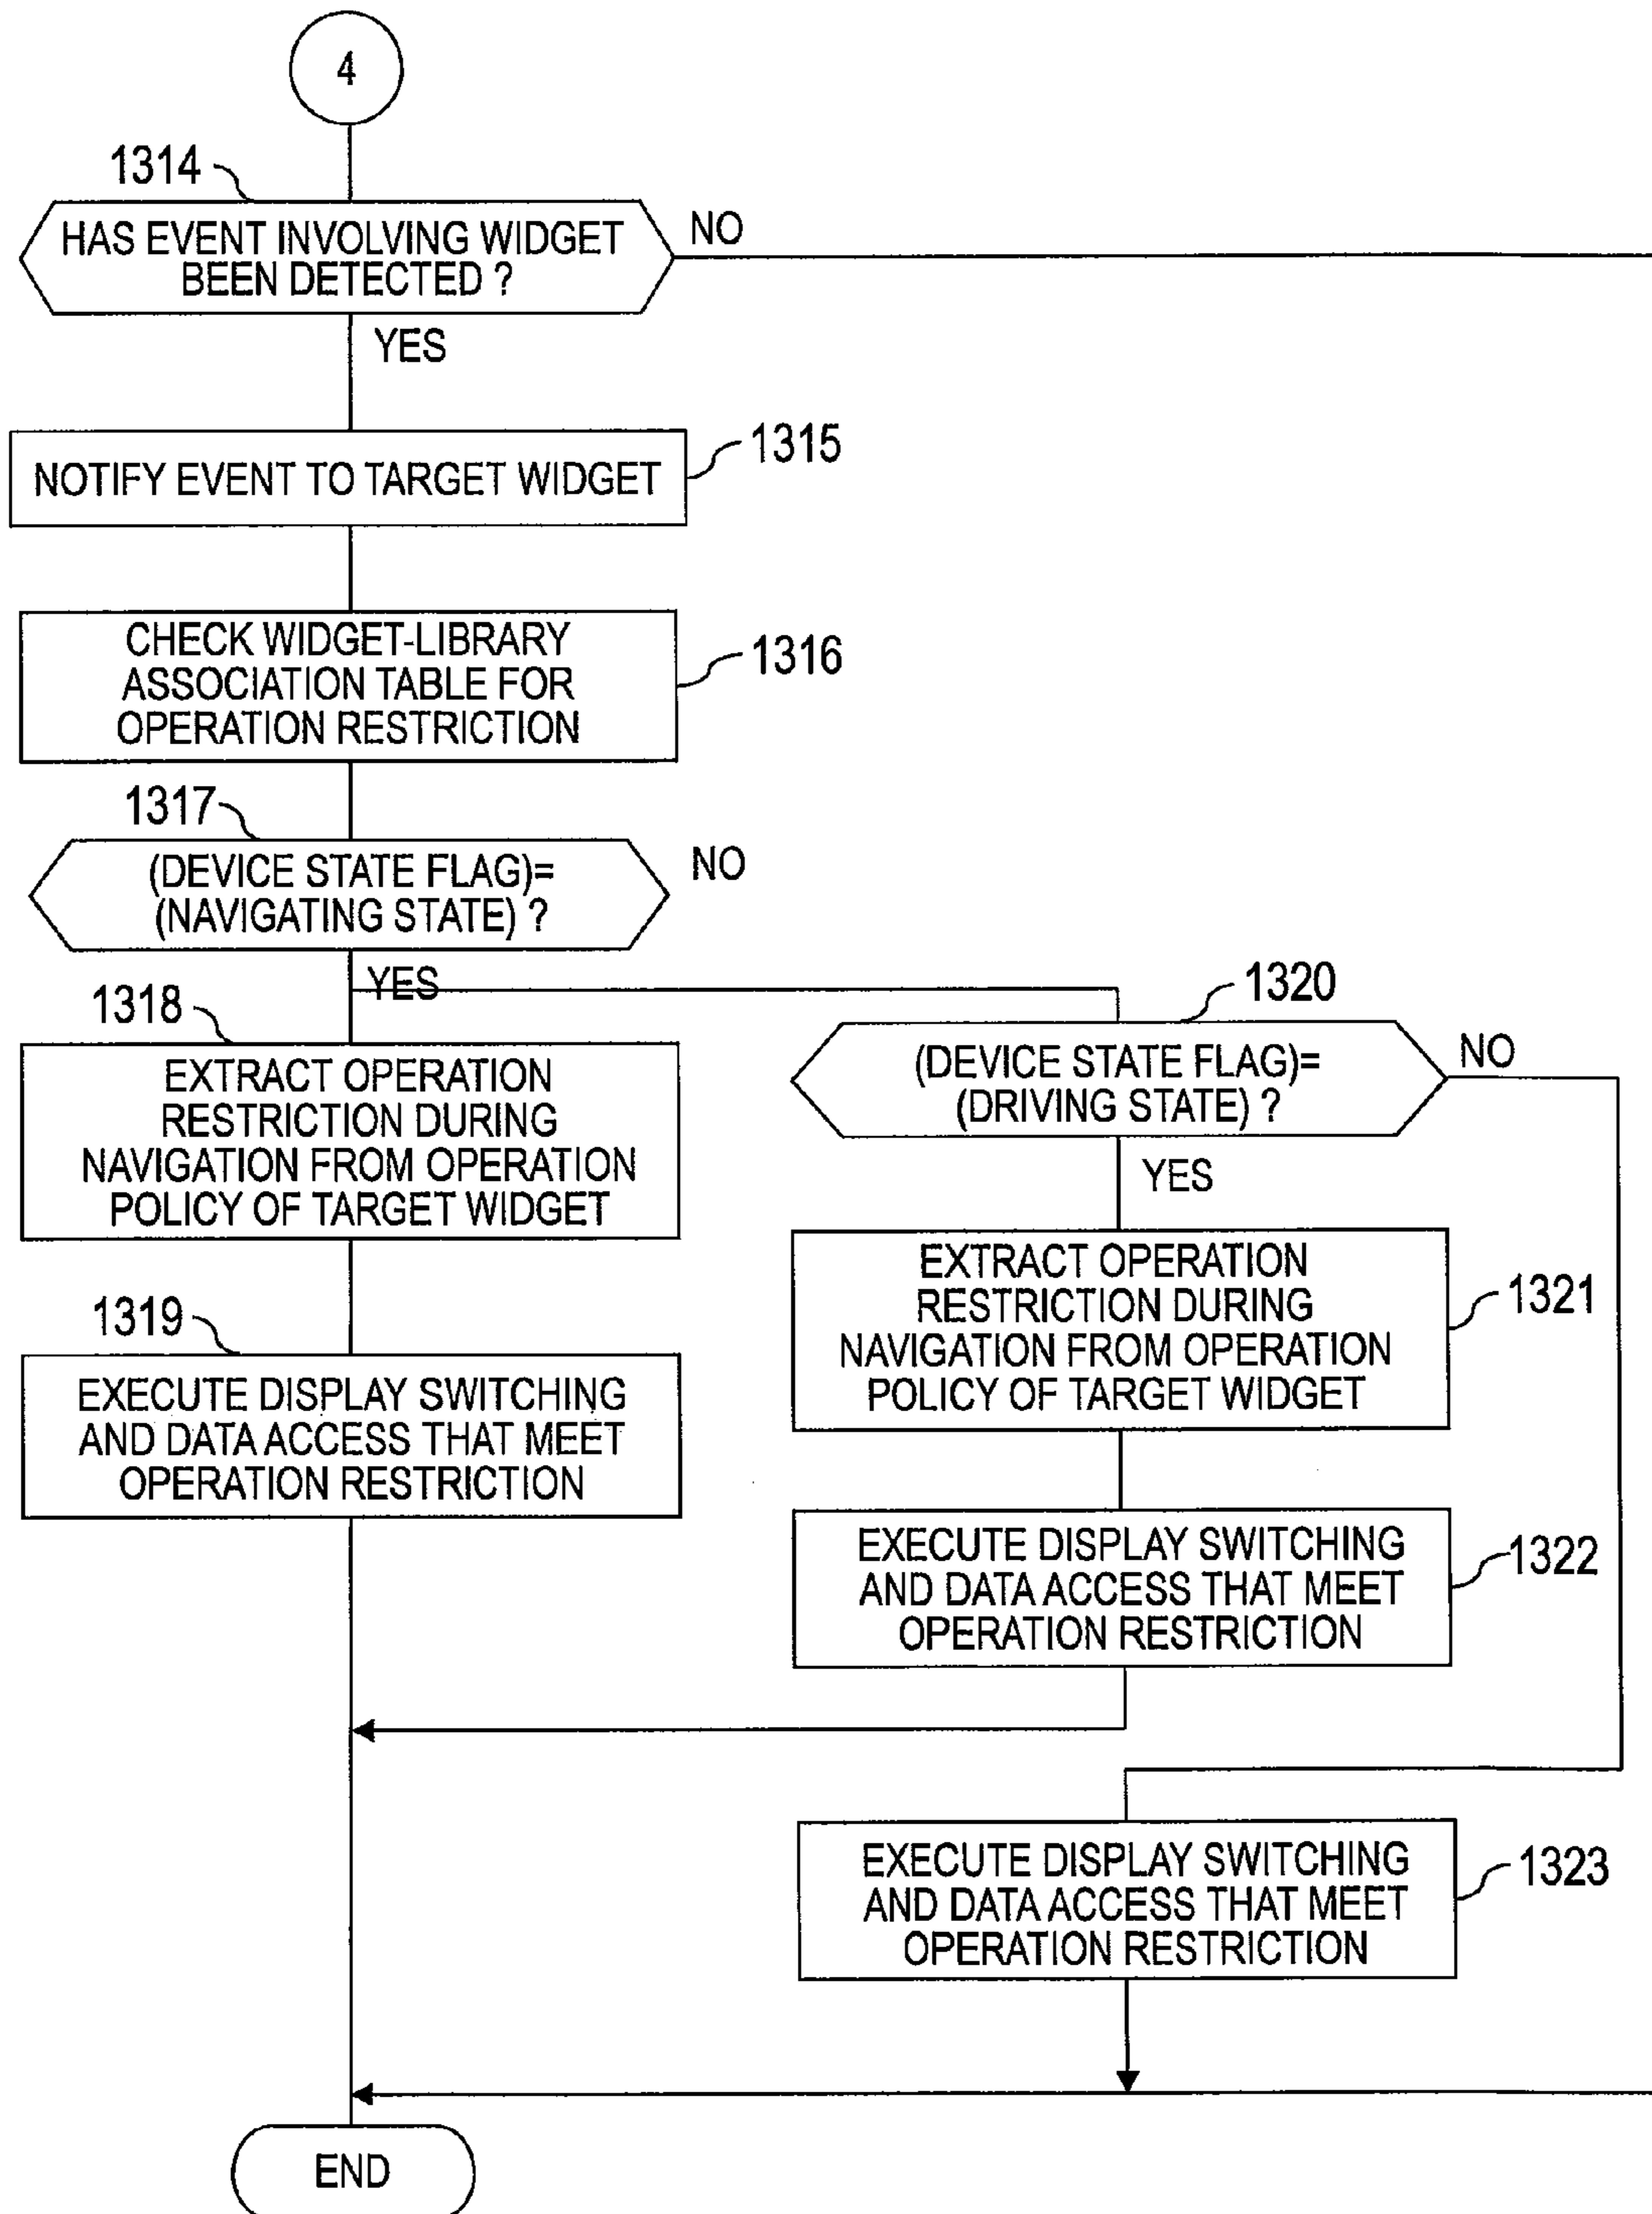 4
1314
HAS EVENT INVOLVING WIDGET
BEEN DETECTED ?
NO
YES
NOTIFY EVENT TO TARGET WIDGET
1315
CHECK WIDGET-LIBRARY
ASSOCIATION TABLE FOR
OPERATION RESTRICTION
1316
1317
(DEVICE STATE FLAG)=
(NAVIGATING STATE) ?
NO
YES
1318
EXTRACT OPERATION
RESTRICTION DURING
NAVIGATION FROM OPERATION
POLICY OF TARGET WIDGET
1319
EXECUTE DISPLAY SWITCHING
AND DATA ACCESS THAT MEET
OPERATION RESTRICTION
1320
(DEVICE STATE FLAG)=
(DRIVING STATE) ?
NO
YES
EXTRACT OPERATION
RESTRICTION DURING
NAVIGATION FROM OPERATION
POLICY OF TARGET WIDGET
1321
EXECUTE DISPLAY SWITCHING
AND DATA ACCESS THAT MEET
OPERATION RESTRICTION
1322
EXECUTE DISPLAY SWITCHING
AND DATA ACCESS THAT MEET
OPERATION RESTRICTION
1323
END